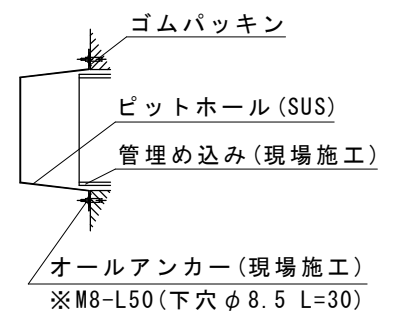 ゴムパッキン
ピットホール(SUS)
管埋め込み(現場施工)
オールアンカー(現場施工)
※M8-L50(下穴φ8.5 L=30)